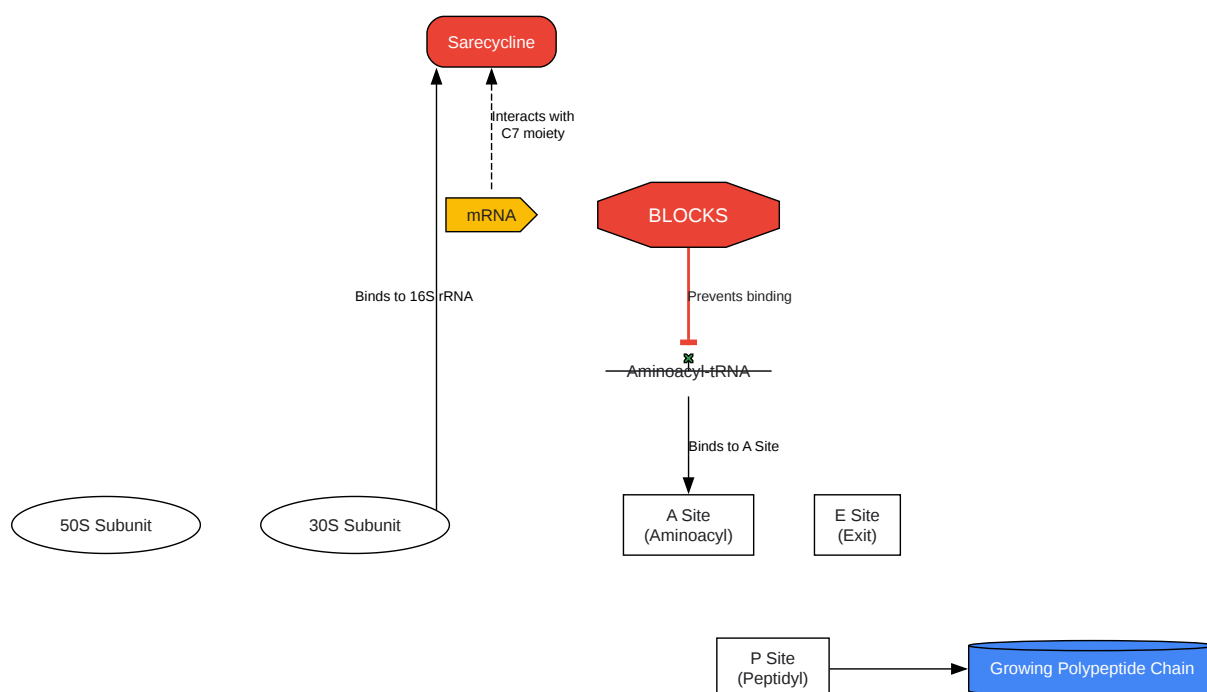 Sarecycline
Interacts with
C7 moiety
mRNA
BLOCKS
Binds to 16S rRNA
Prevents binding
Aminoacyl-tRNA
Binds to A Site
50S Subunit
30S Subunit
A Site
(Aminoacyl)
E Site
(Exit)
P Site
(Peptidyl)
Growing Polypeptide Chain